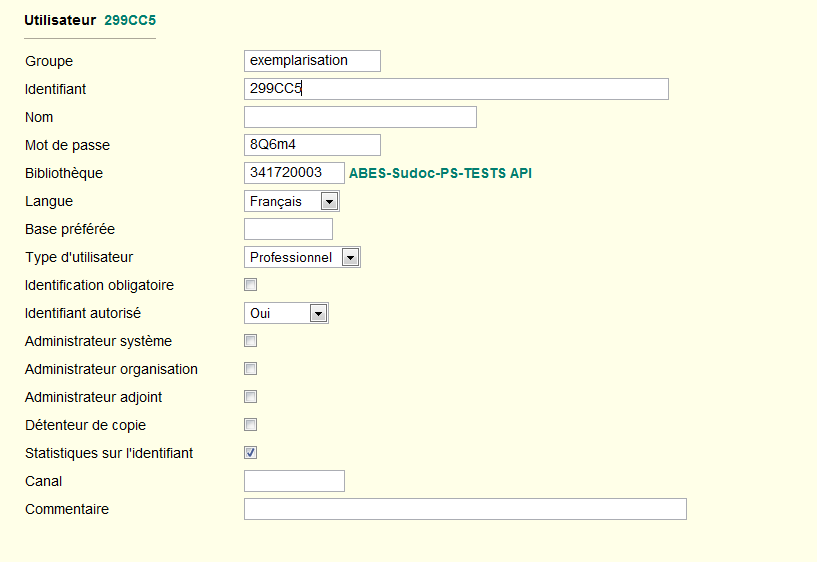 Utilisateur 299CC5
Groupe exemplarisation
Identifiant 299CC5
Nom
Mot de passe 8Q6m4
Bibliothèque 341720003 ABES-Sudoc-PS-TESTS API
Langue Français
Base préférée
Type d'utilisateur Professionnel
Identification obligatoire
Identifiant autorisé Oui
Administrateur système
Administrateur organisation
Administrateur adjoint
Détenteur de copie
Statistiques sur l'identifiant
Canal
Commentaire